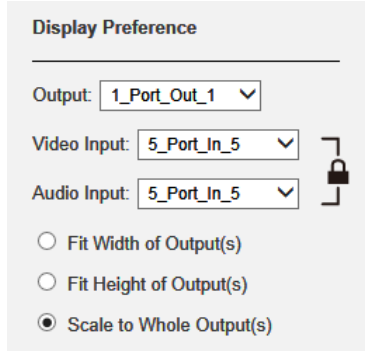 Display Preference
Output: 1_Port_Out_1
Video Input: 5_Port_In_5
Audio Input: 5_Port_In_5
Fit Width of Output(s)
Fit Height of Output(s)
Scale to Whole Output(s)